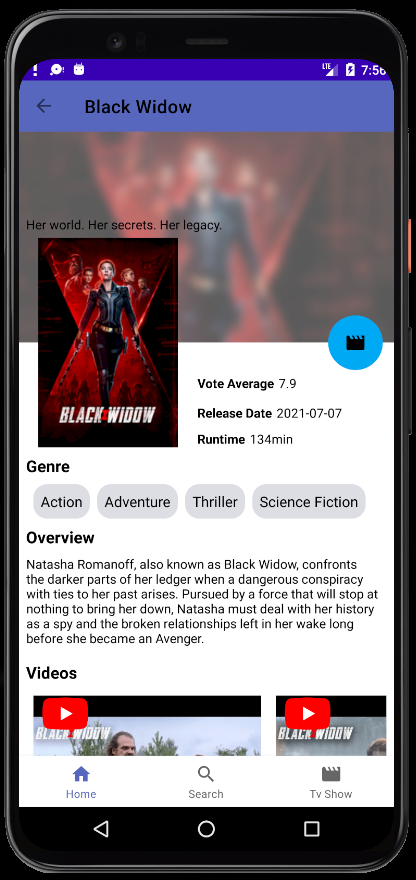 LTE 7:56
Black Widow
Her world. Her secrets. Her legacy.
BLACK WIDOW
Vote Average 7.9
Release Date 2021-07-07
Runtime 134min
Genre
Action Adventure Thriller Science Fiction
Overview
Natasha Romanoff, also known as Black Widow, confronts
the darker parts of her ledger when a dangerous conspiracy
with ties to her past arises. Pursued by a force that will stop at
nothing to bring her down, Natasha must deal with her history
as a spy and the broken relationships left in her wake long
before she became an Avenger.
Videos
BLACK WIDOW BLACK WIDOW
Home Search Tv Show